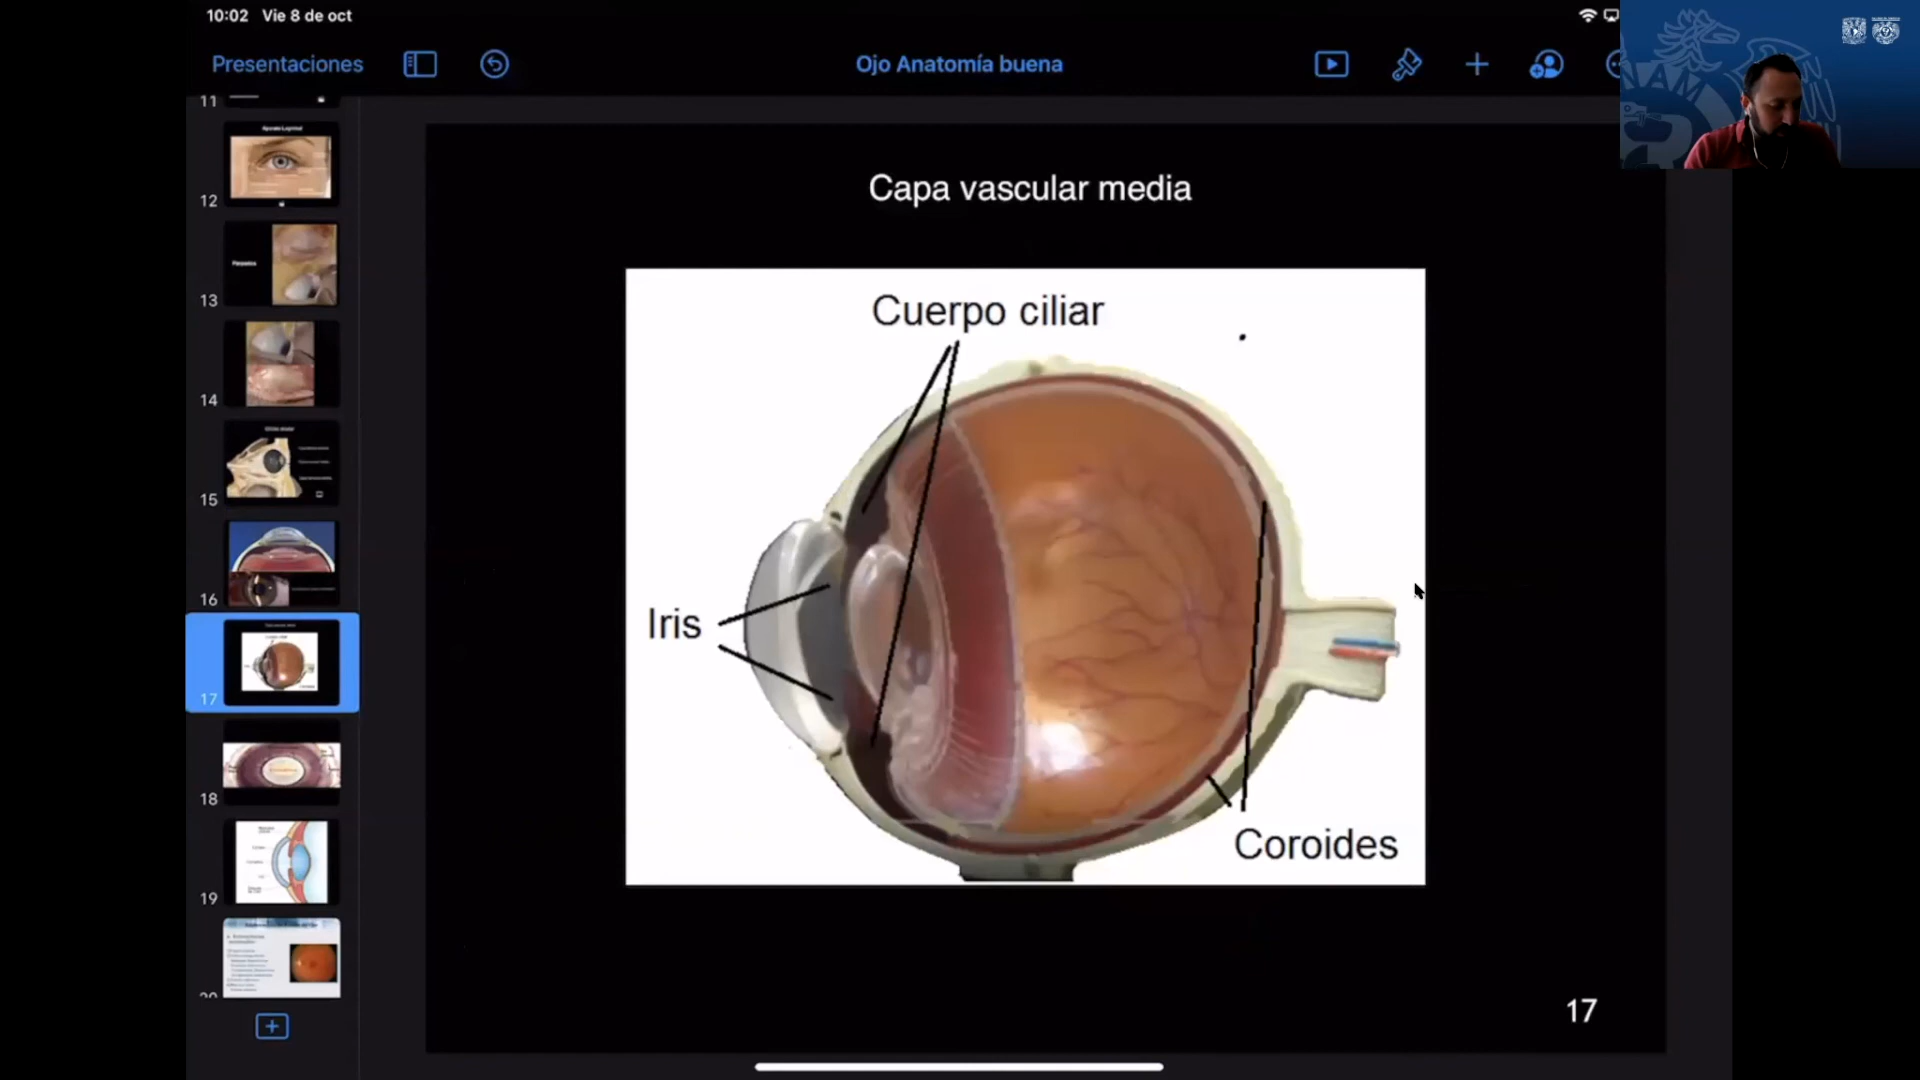 10:02 Vie 8 de oct
Presentaciones
Ojo Anatomía buena
11
12
13
14
15
16
17
18
19
20
Capa vascular media
Cuerpo ciliar
Iris
Coroides
17